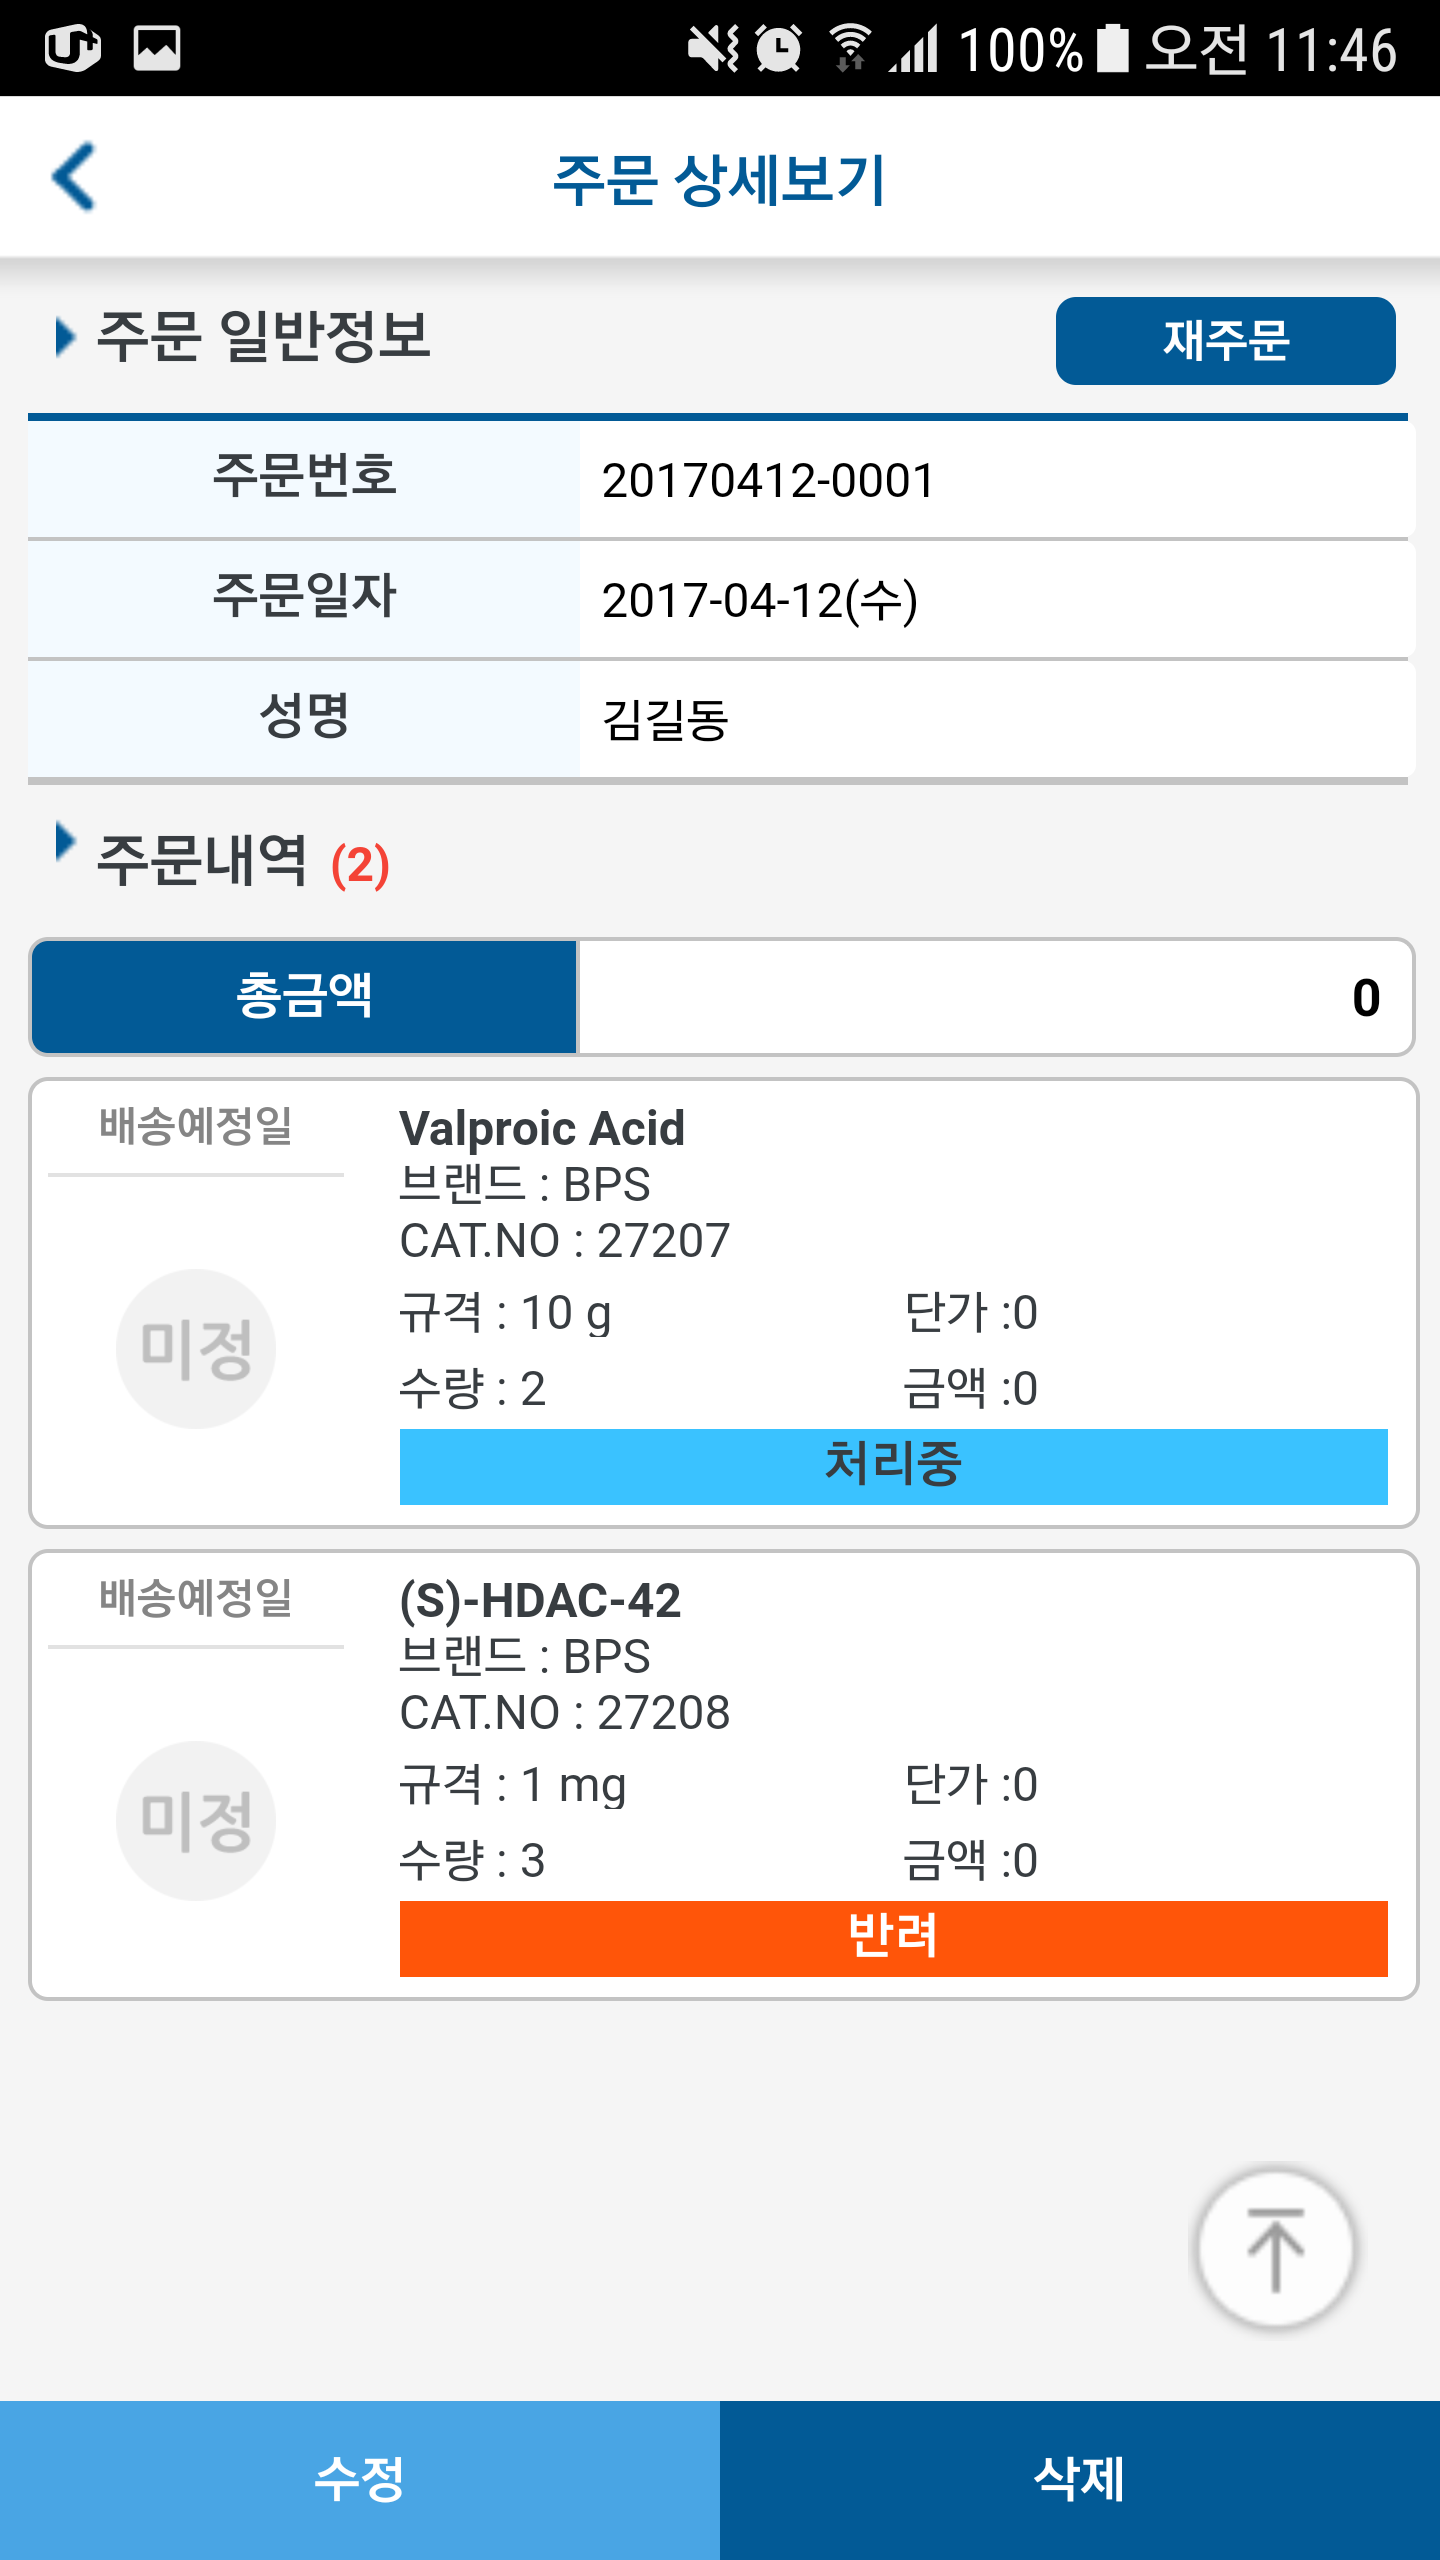 U+ 100% 오전 11:46
주문 상세보기
주문 일반정보 재주문
주문번호 20170412-0001
주문일자 2017-04-12(수)
성명 김길동
주문내역 (2)
총금액 0
배송예정일
미정
Valproic Acid
브랜드 : BPS
CAT.NO : 27207
규격 : 10 g 단가 :0
수량 : 2 금액 :0
처리중
배송예정일
미정
(S)-HDAC-42
브랜드 : BPS
CAT.NO : 27208
규격 : 1 mg 단가 :0
수량 : 3 금액 :0
반려
수정 삭제